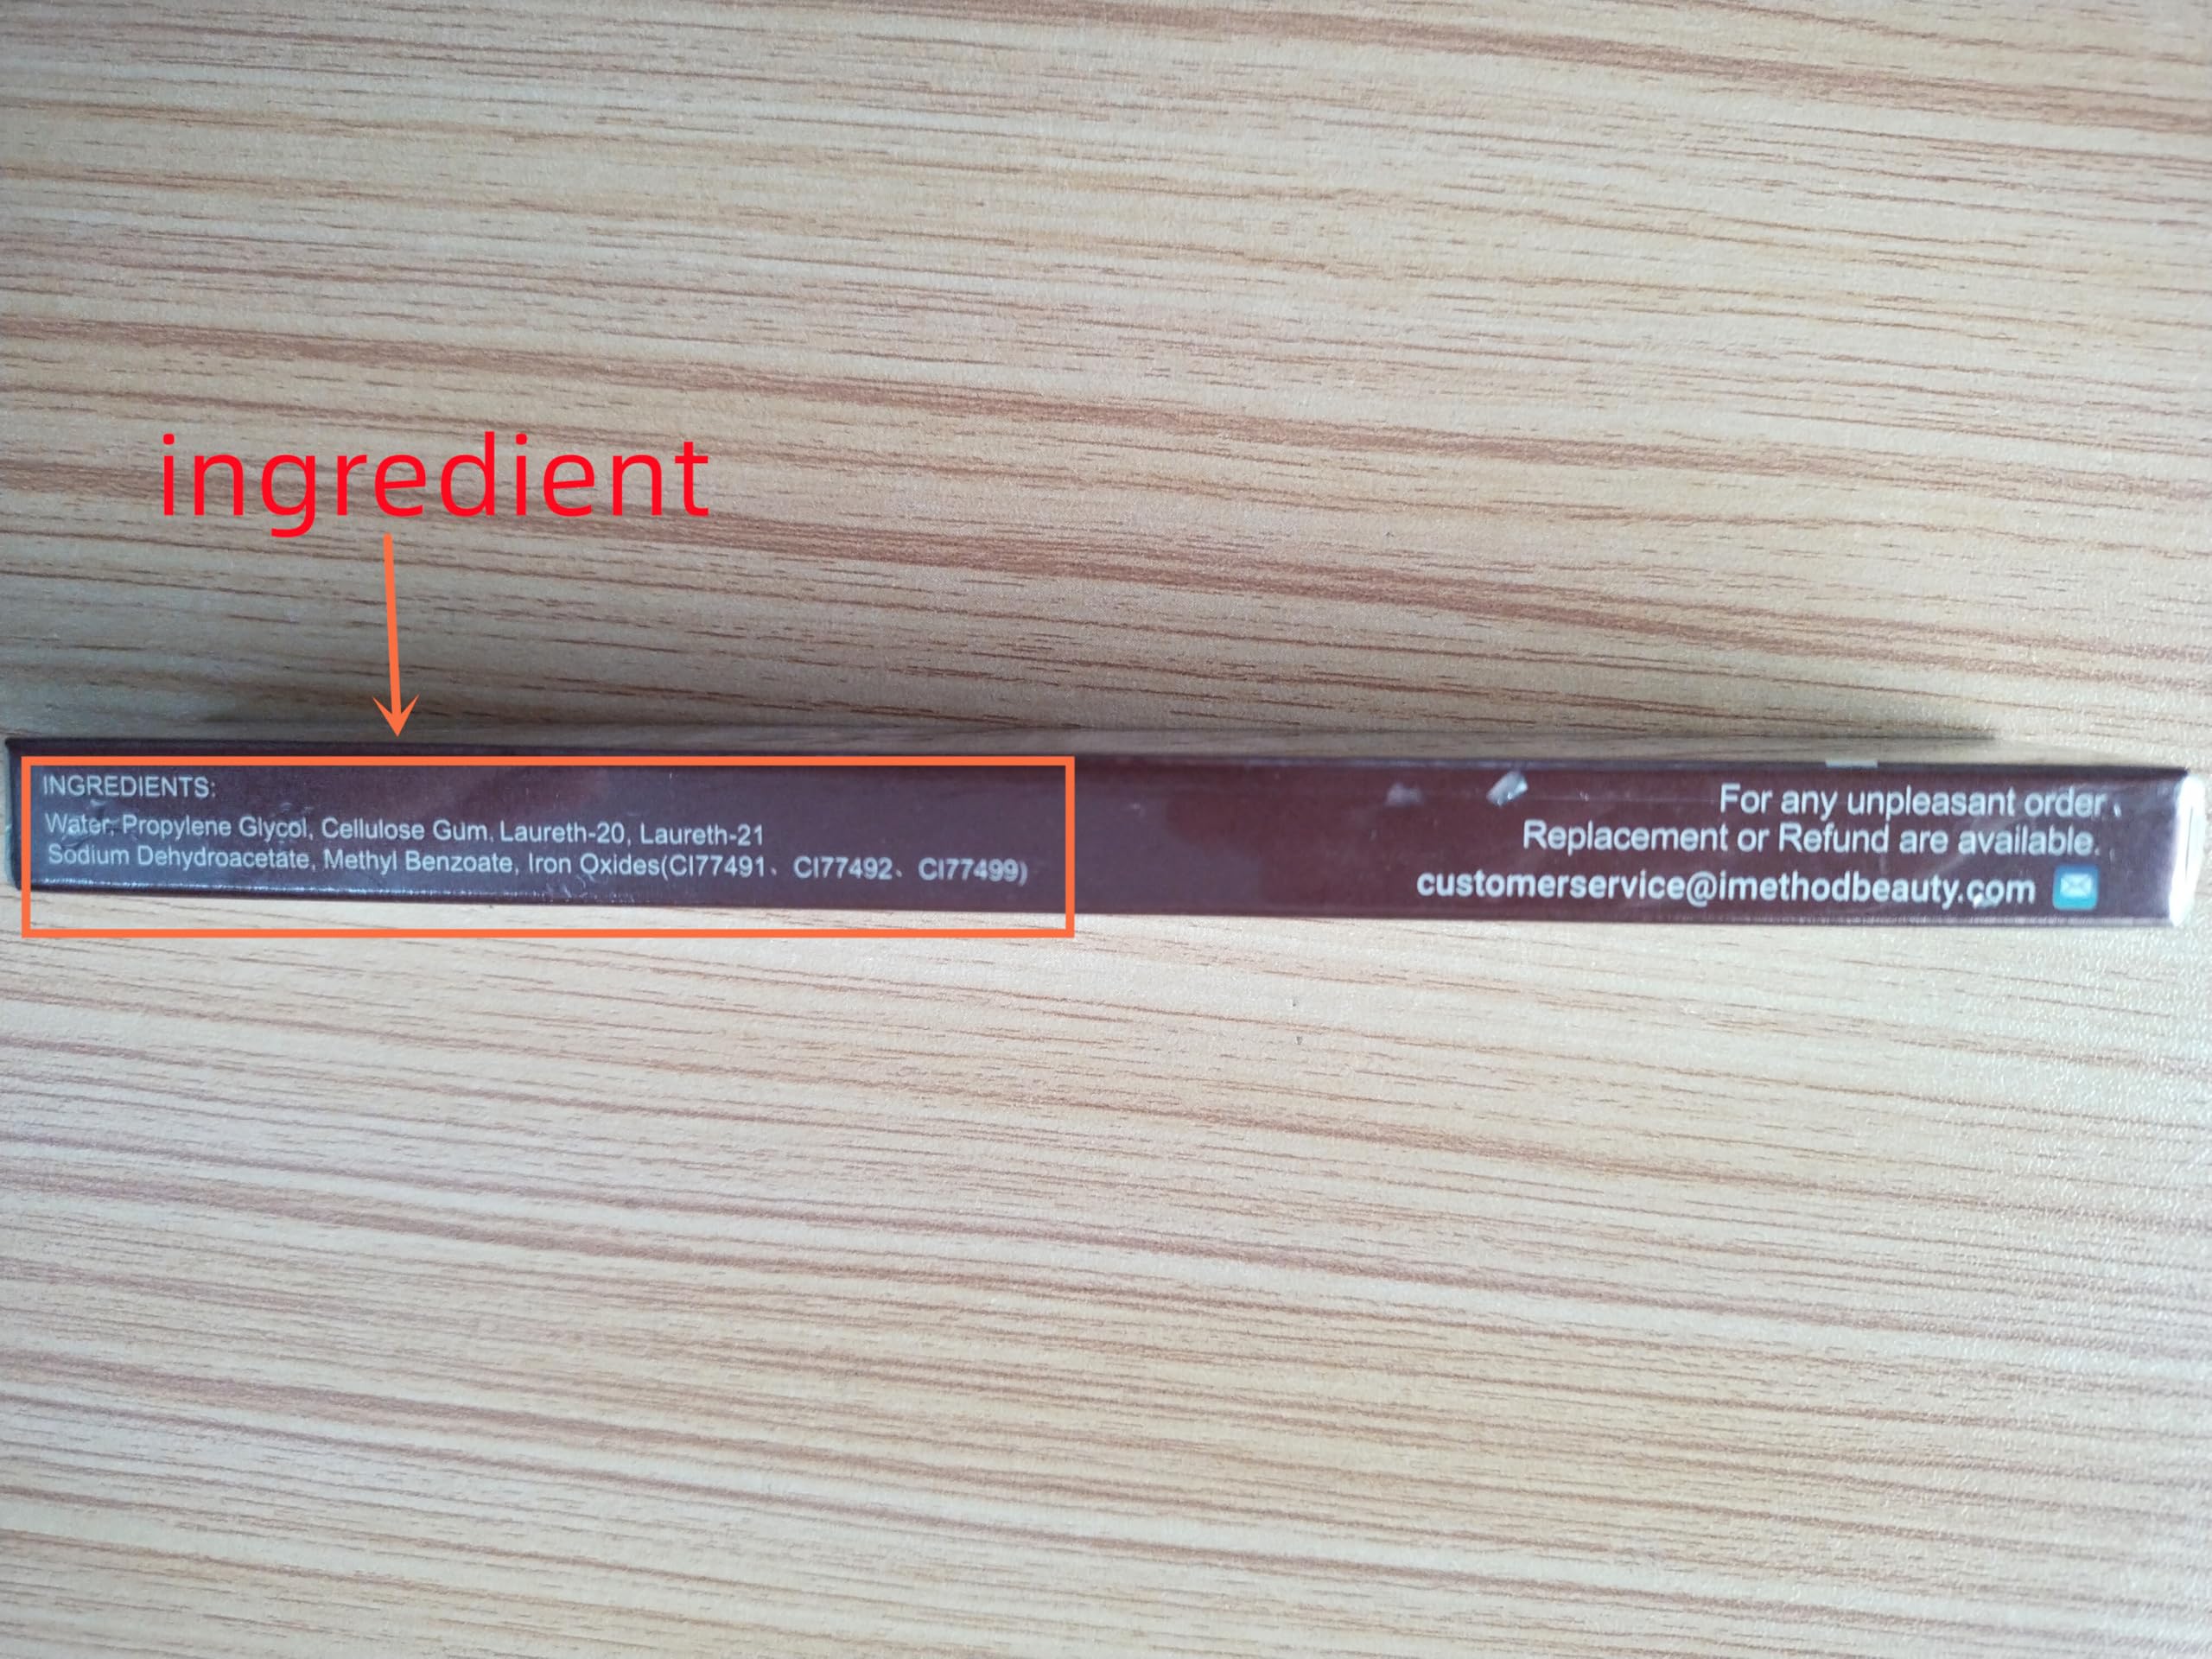 ingredient
INGREDIENTS:
Water, Propylene Glycol, Cellulose Gum, Laureth-20, Laureth-21
Sodium Dehydroacetate, Methyl Benzoate, Iron Oxides(CI77491、CI77492、CI77499)
For any unpleasant order,
Replacement or Refund are available.
customerservice@imethodbeauty.com